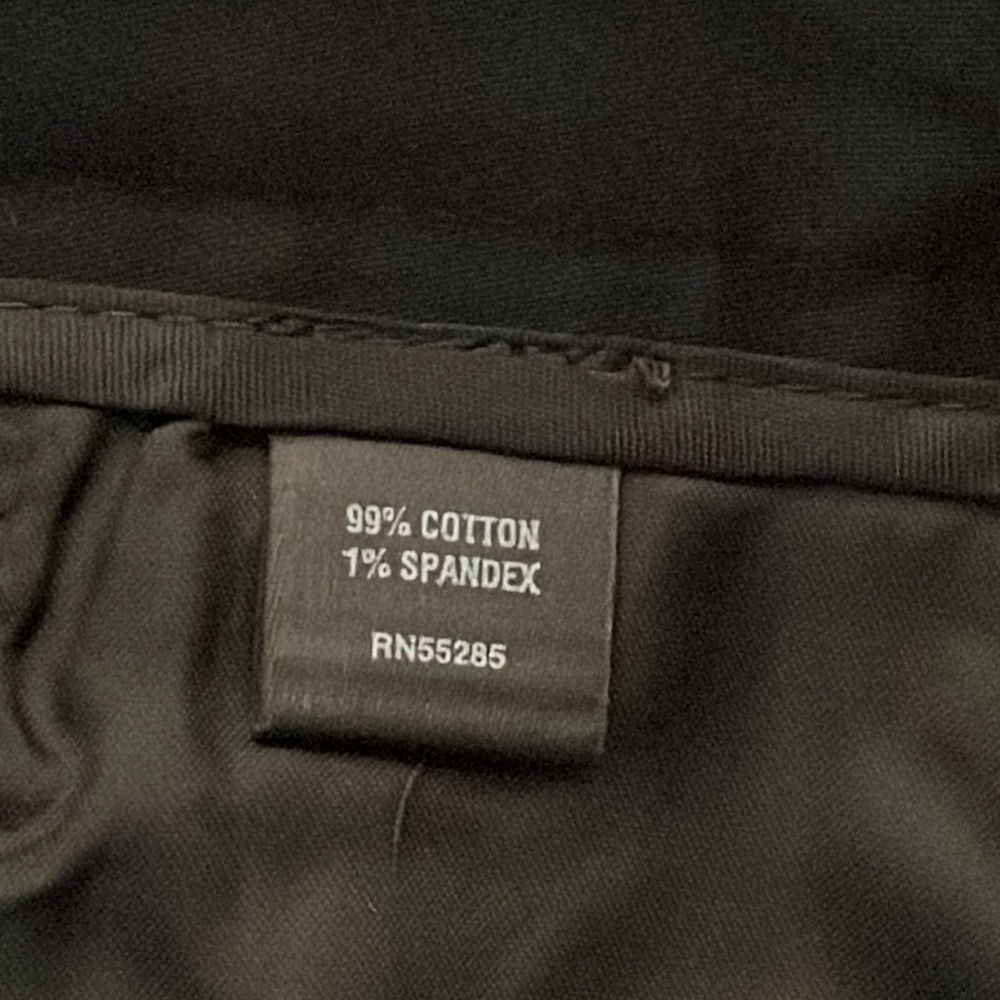 99% COTTON
1% SPANDEX
RN55285